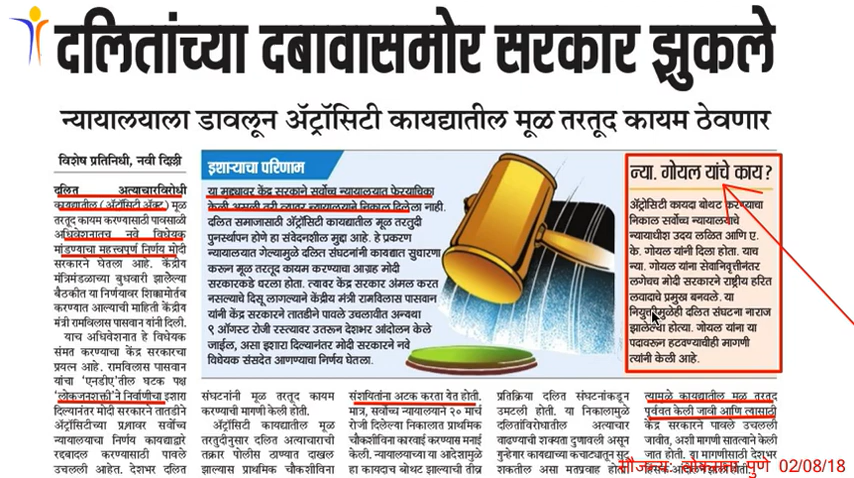 दलितांच्या दबावासमोर सरकार झुकले
न्यायालयाला डावलून ॲट्रॉसिटी कायद्यातील मूळ तरतूद कायम ठेवणार
विशेष प्रतिनिधी, नवी दिल्ली
दलित अत्याचारविरोधी
कायद्यातील (ॲट्रॉसिटी ॲक्ट) मूळ
तरतूद कायम करण्यासाठी पावसाळी
अधिवेशनातच नवे विधेयक
मांडण्याचा महत्त्वपूर्ण निर्णय मोदी
सरकारने घेतला आहे. केंद्रीय
मंत्रिमंडळाच्या बुधवारी झालेल्या
बैठकीत या निर्णयावर शिक्कामोर्तब
करण्यात आल्याची माहिती केंद्रीय
मंत्री रामविलास पासवान यांनी दिली.
याच अधिवेशनात हे विधेयक
संमत करण्याचा केंद्र सरकारचा
प्रयत्न आहे. रामविलास पासवान
यांचा 'एनडीए'तील घटक पक्ष
'लोकजनशक्ती'ने निर्वाणीचा इशारा
दिल्यानंतर मोदी सरकारने तातडीने
ॲट्रॉसिटीच्या प्रश्नावर सर्वोच्च
न्यायालयाचा निर्णय कायद्याद्वारे
रद्दबादल करण्यासाठी पावले
उचलली आहेत. देशभर दलित
इशाऱ्याचा परिणाम
या मुद्द्यावर केंद्र सरकाने सर्वोच्च न्यायालयात फेरयाचिका
केली असली तरी त्यावर न्यायालयाने निकाल दिलेला नाही.
दलित समाजासाठी ॲट्रॉसिटी कायद्यातील मूळ तरतुदी
पुनर्स्थापन होणे हा संवेदनशील मुद्दा आहे. हे प्रकरण
न्यायालयात गेल्यामुळे दलित संघटनांनी कायद्यात सुधारणा
करून मूळ तरतूद कायम करण्याचा आग्रह मोदी
सरकारकडे धरला होता. त्यावर केंद्र सरकार अंमल करत
नसल्याचे दिसू लागल्याने केंद्रीय मंत्री रामविलास पासवान
यांनी केंद्र सरकारने तातडीने पावले उचलावीत अन्यथा
९ ऑगस्ट रोजी रस्त्यावर उतरून देशभर आंदोलन केले
जाईल, असा इशारा दिल्यानंतर मोदी सरकारने नवे
विधेयक संसदेत आणण्याचा निर्णय घेतला.
न्या. गोयल यांचे काय?
ॲट्रोसिटी कायदा बोथट करण्याचा
निकाल सर्वोच्च न्यायालयाचे
न्यायाधीश उदय लळित आणि ए.
के. गोयल यांनी दिला होता. याच
न्या. गोयल यांना सेवानिवृत्तीनंतर
लगेचच मोदी सरकारने राष्ट्रीय हरित
लवादाचे प्रमुख बनवले. या
नियुक्तीमुळेही दलित संघटना नाराज
झालेल्या होत्या. गोयल यांना या
पदावरून हटवण्याचीही मागणी
त्यांनी केली आहे.
संघटनांनी मूळ तरतूद कायम
करण्याची मागणी केली होती.
ॲट्रॉसिटी कायद्यातील मूळ
तरतुदीनुसार दलित अत्याचाराची
तक्रार पोलीस ठाण्यात दाखल
झाल्यास प्राथमिक चौकशीविना
संशयितांना अटक करता येत होती.
मात्र, सर्वोच्च न्यायालयाने २० मार्च
रोजी दिलेल्या निकालात प्राथमिक
चौकशीविना कारवाई करण्यास मनाई
केली. न्यायालयाच्या या आदेशामुळे
हा कायदाच बोथट झाल्याची तीव्र
प्रतिक्रिया दलित संघटनांकडून
उमटली होती. या निकालामुळे
दलितांविरोधातील अत्याचार
वाढण्याची शक्यता दुणावली असून
गुन्हेगार कायद्याच्या कचाट्यातून सुटू
शकतील असा मतप्रवाह होता.
त्यामुळे कायद्यातील मूळ तरतूद
पूर्ववत केली जावी आणि त्यासाठी
केंद्र सरकारने पावले उचलली
जावीत, अशी मागणी सातत्याने केली
जात होती. या मागणीसाठी देशभर
सौजन्य: लोकसत्ता पुणे 02/08/18